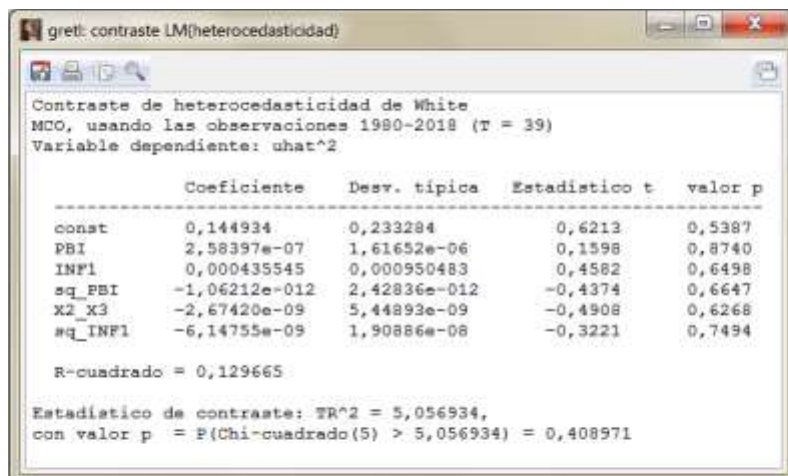 gretl: contraste LM(heterocedasticidad)
Contraste de heterocedasticidad de White
MCO, usando las observaciones 1980-2018 (T = 39)
Variable dependiente: uhat^2
Coeficiente Desv. típica Estadístico t valor p
const 0,144934 0,233284 0,6213 0,5387
PBI 2,58397e-07 1,61652e-06 0,1598 0,8740
INF1 0,000435545 0,000950483 0,4582 0,6498
sq_PBI -1,06212e-012 2,42836e-012 -0,4374 0,6647
X2_X3 -2,67420e-09 5,44893e-09 -0,4908 0,6268
sq_INF1 -6,14755e-09 1,90886e-08 -0,3221 0,7494
R-cuadrado = 0,129665
Estadístico de contraste: TR^2 = 5,056934,
con valor p = P(Chi-cuadrado(5) > 5,056934) = 0,408971